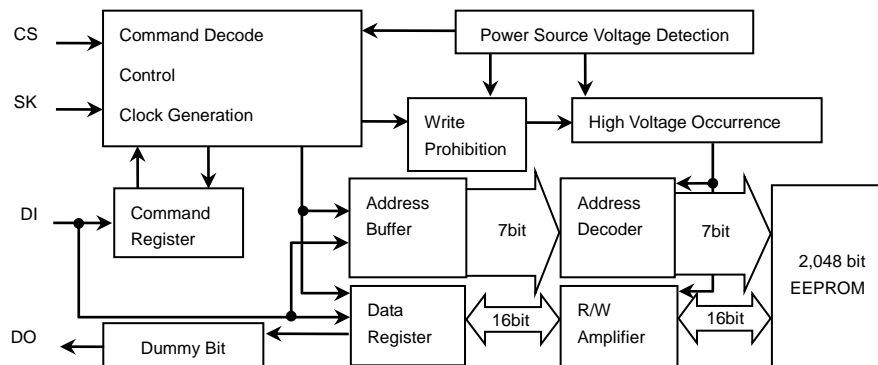 CS
Command Decode
Control
Clock Generation
SK
Power Source Voltage Detection
Write
Prohibition
High Voltage Occurrence
DI
Command
Register
Address
Buffer
7bit
Address
Decoder
7bit
2,048 bit
EEPROM
DO
Dummy Bit
Data
Register
16bit
R/W
Amplifier
16bit